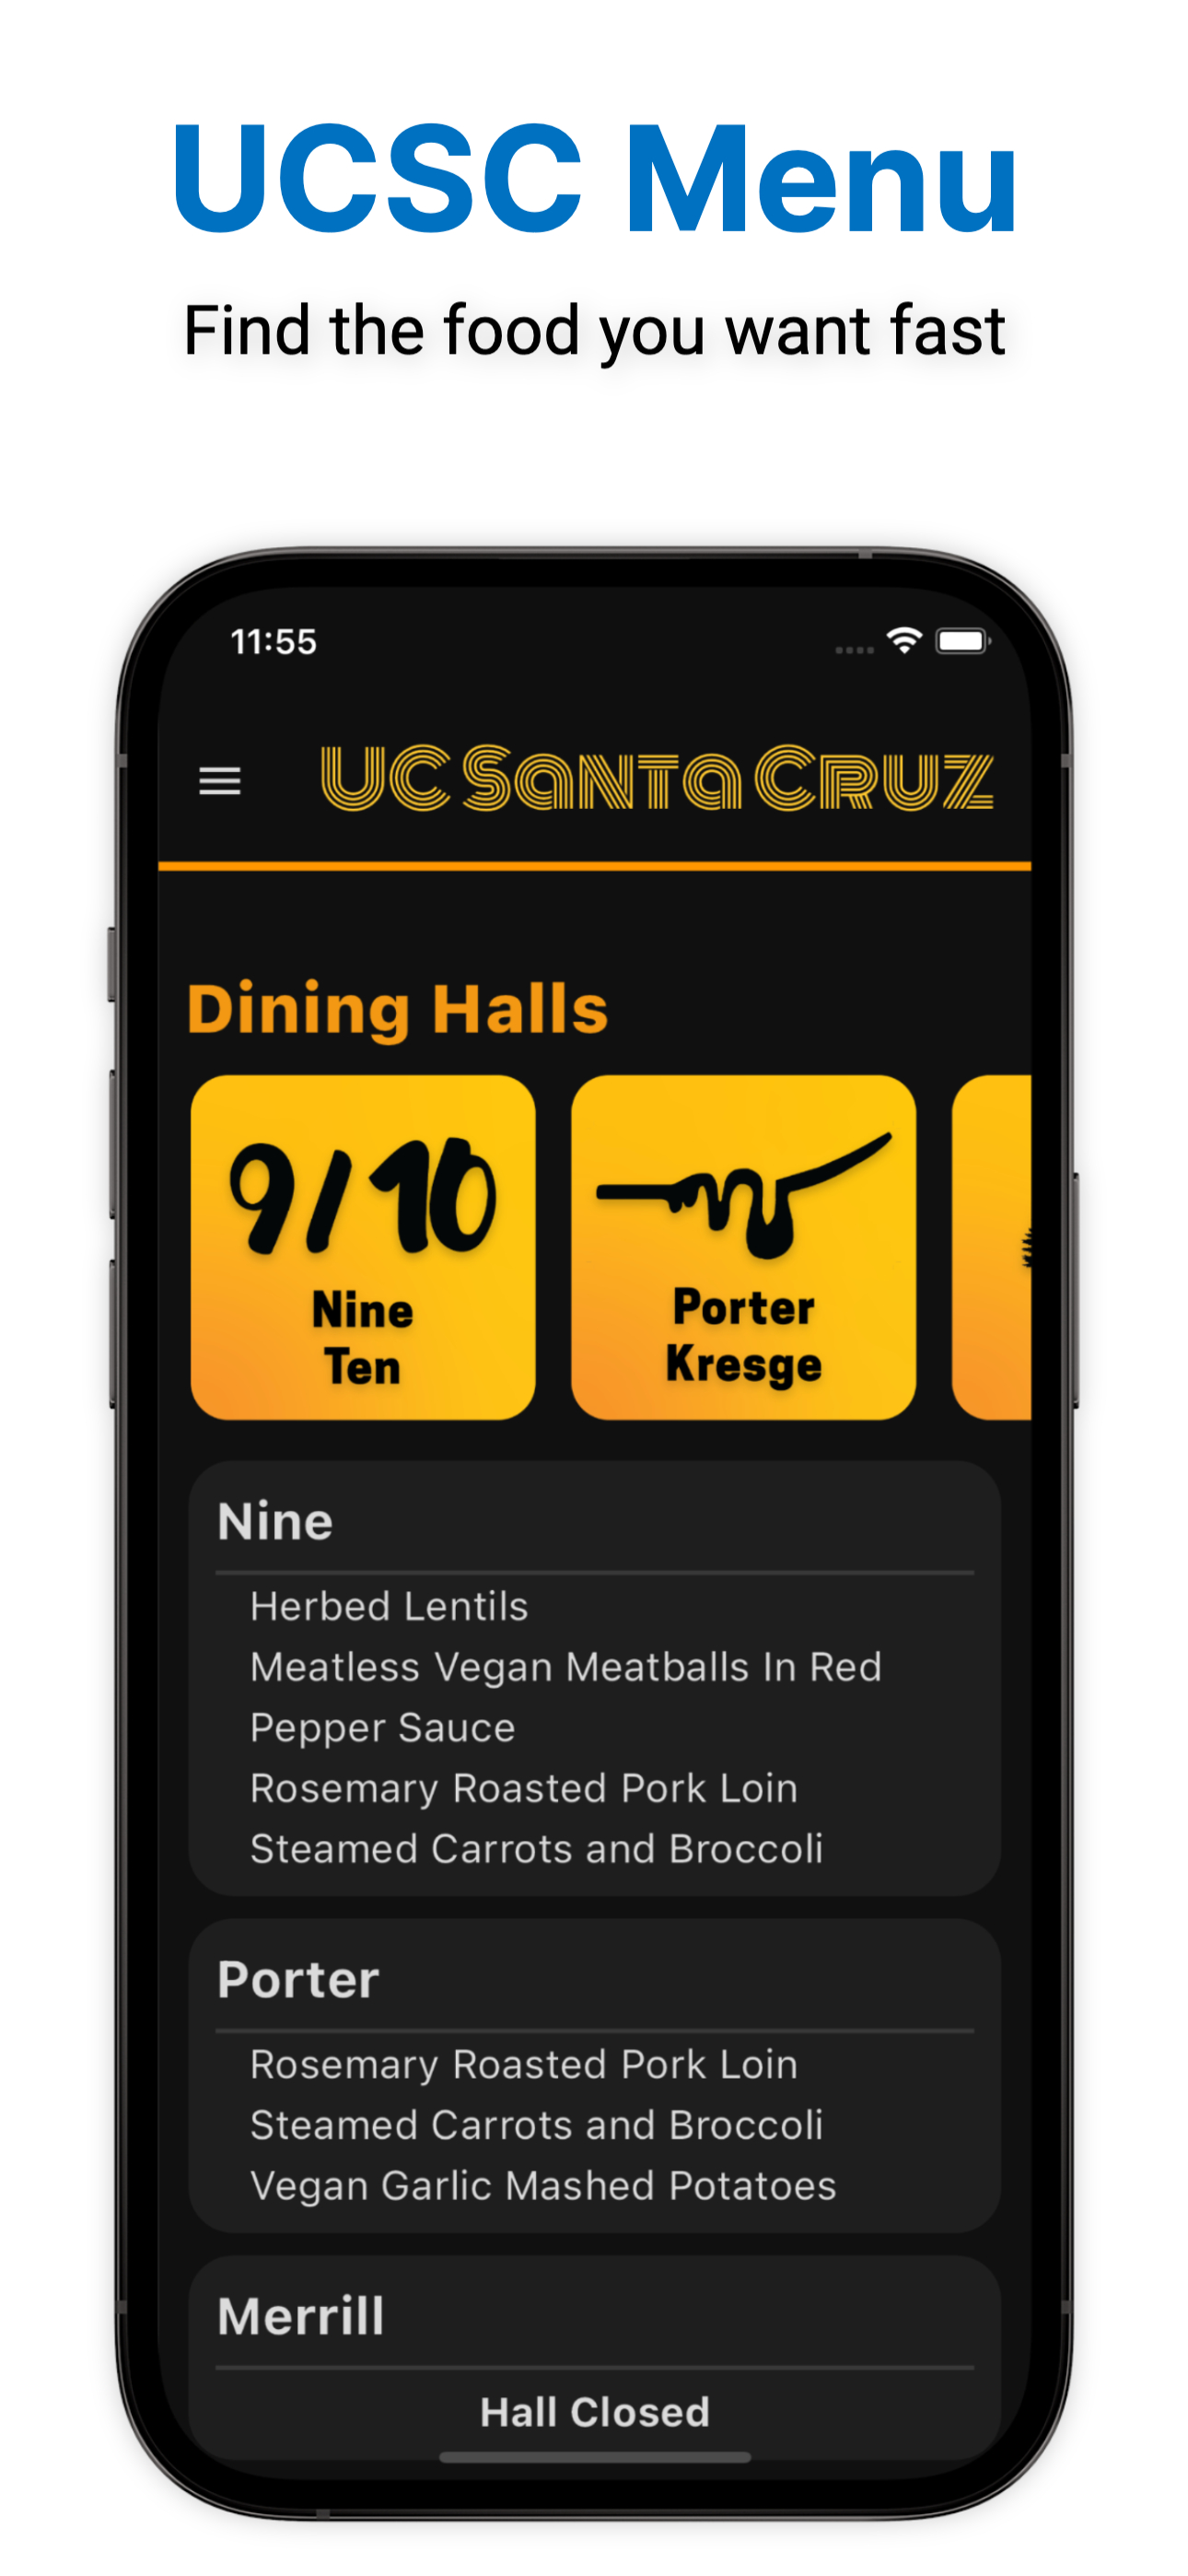 UCSC Menu
Find the food you want fast
11:55
UC Santa Cruz
Dining Halls
9/10
Nine
Ten
Porter
Kresge
Nine
Herbed Lentils
Meatless Vegan Meatballs In Red
Pepper Sauce
Rosemary Roasted Pork Loin
Steamed Carrots and Broccoli
Porter
Rosemary Roasted Pork Loin
Steamed Carrots and Broccoli
Vegan Garlic Mashed Potatoes
Merrill
Hall Closed